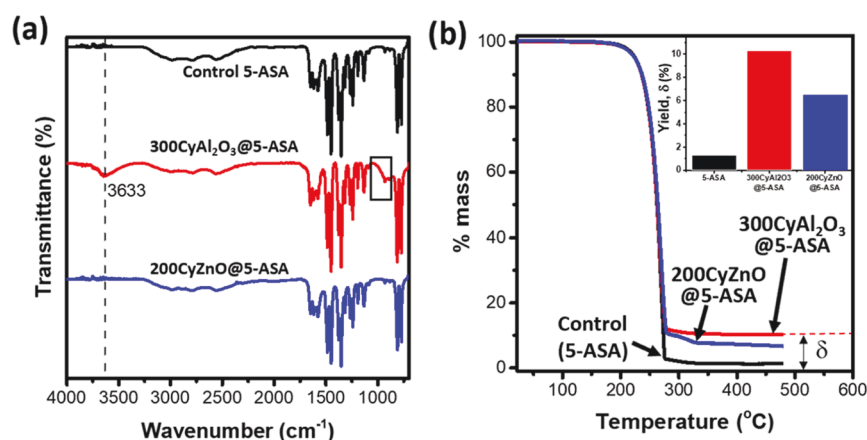 (a)
Control 5-ASA
300CyAl₂O₃@5-ASA
3633
200CyZnO@5-ASA
Transmittance (%)
4000 3500 3000 2500 2000 1500 1000
Wavenumber (cm⁻¹)
(b)
100
80
60
40
20
0
% mass
10
8
6
4
2
0
Yield, δ (%)
5-ASA
300CyAl2O3
@5-ASA
200CyZnO
@5-ASA
300CyAl₂O₃
@5-ASA
200CyZnO
@5-ASA
Control
(5-ASA)
δ
100 200 300 400 500 600
Temperature (°C)